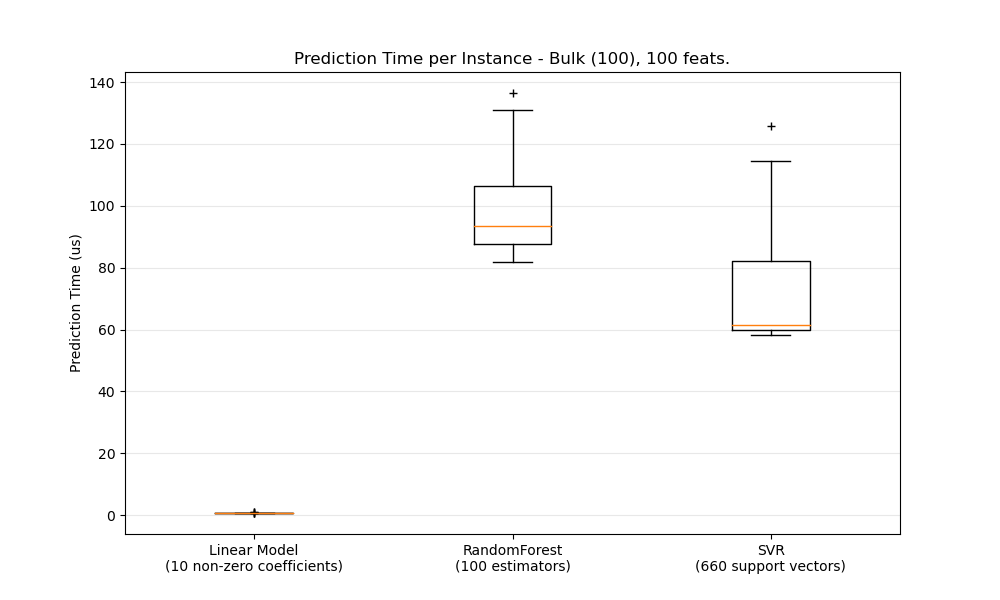 Prediction Time per Instance - Bulk (100), 100 feats.
140
120
100
80
60
40
20
0
Prediction Time (us)
Linear Model
(10 non-zero coefficients)
RandomForest
(100 estimators)
SVR
(660 support vectors)